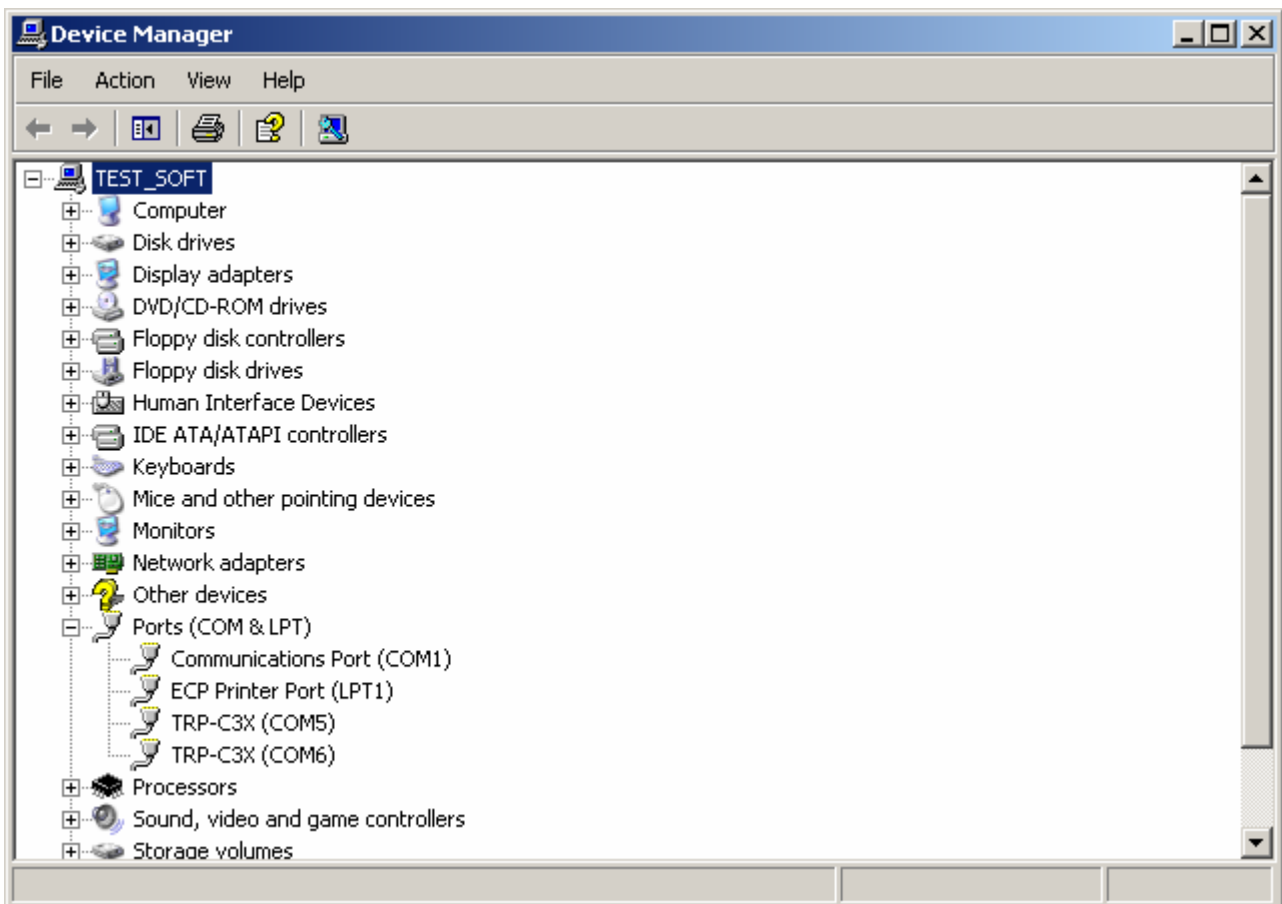 Device Manager
File Action View Help
TEST_SOFT
Computer
Disk drives
Display adapters
DVD/CD-ROM drives
Floppy disk controllers
Floppy disk drives
Human Interface Devices
IDE ATA/ATAPI controllers
Keyboards
Mice and other pointing devices
Monitors
Network adapters
Other devices
Ports (COM & LPT)
Communications Port (COM1)
ECP Printer Port (LPT1)
TRP-C3X (COM5)
TRP-C3X (COM6)
Processors
Sound, video and game controllers
Storage volumes